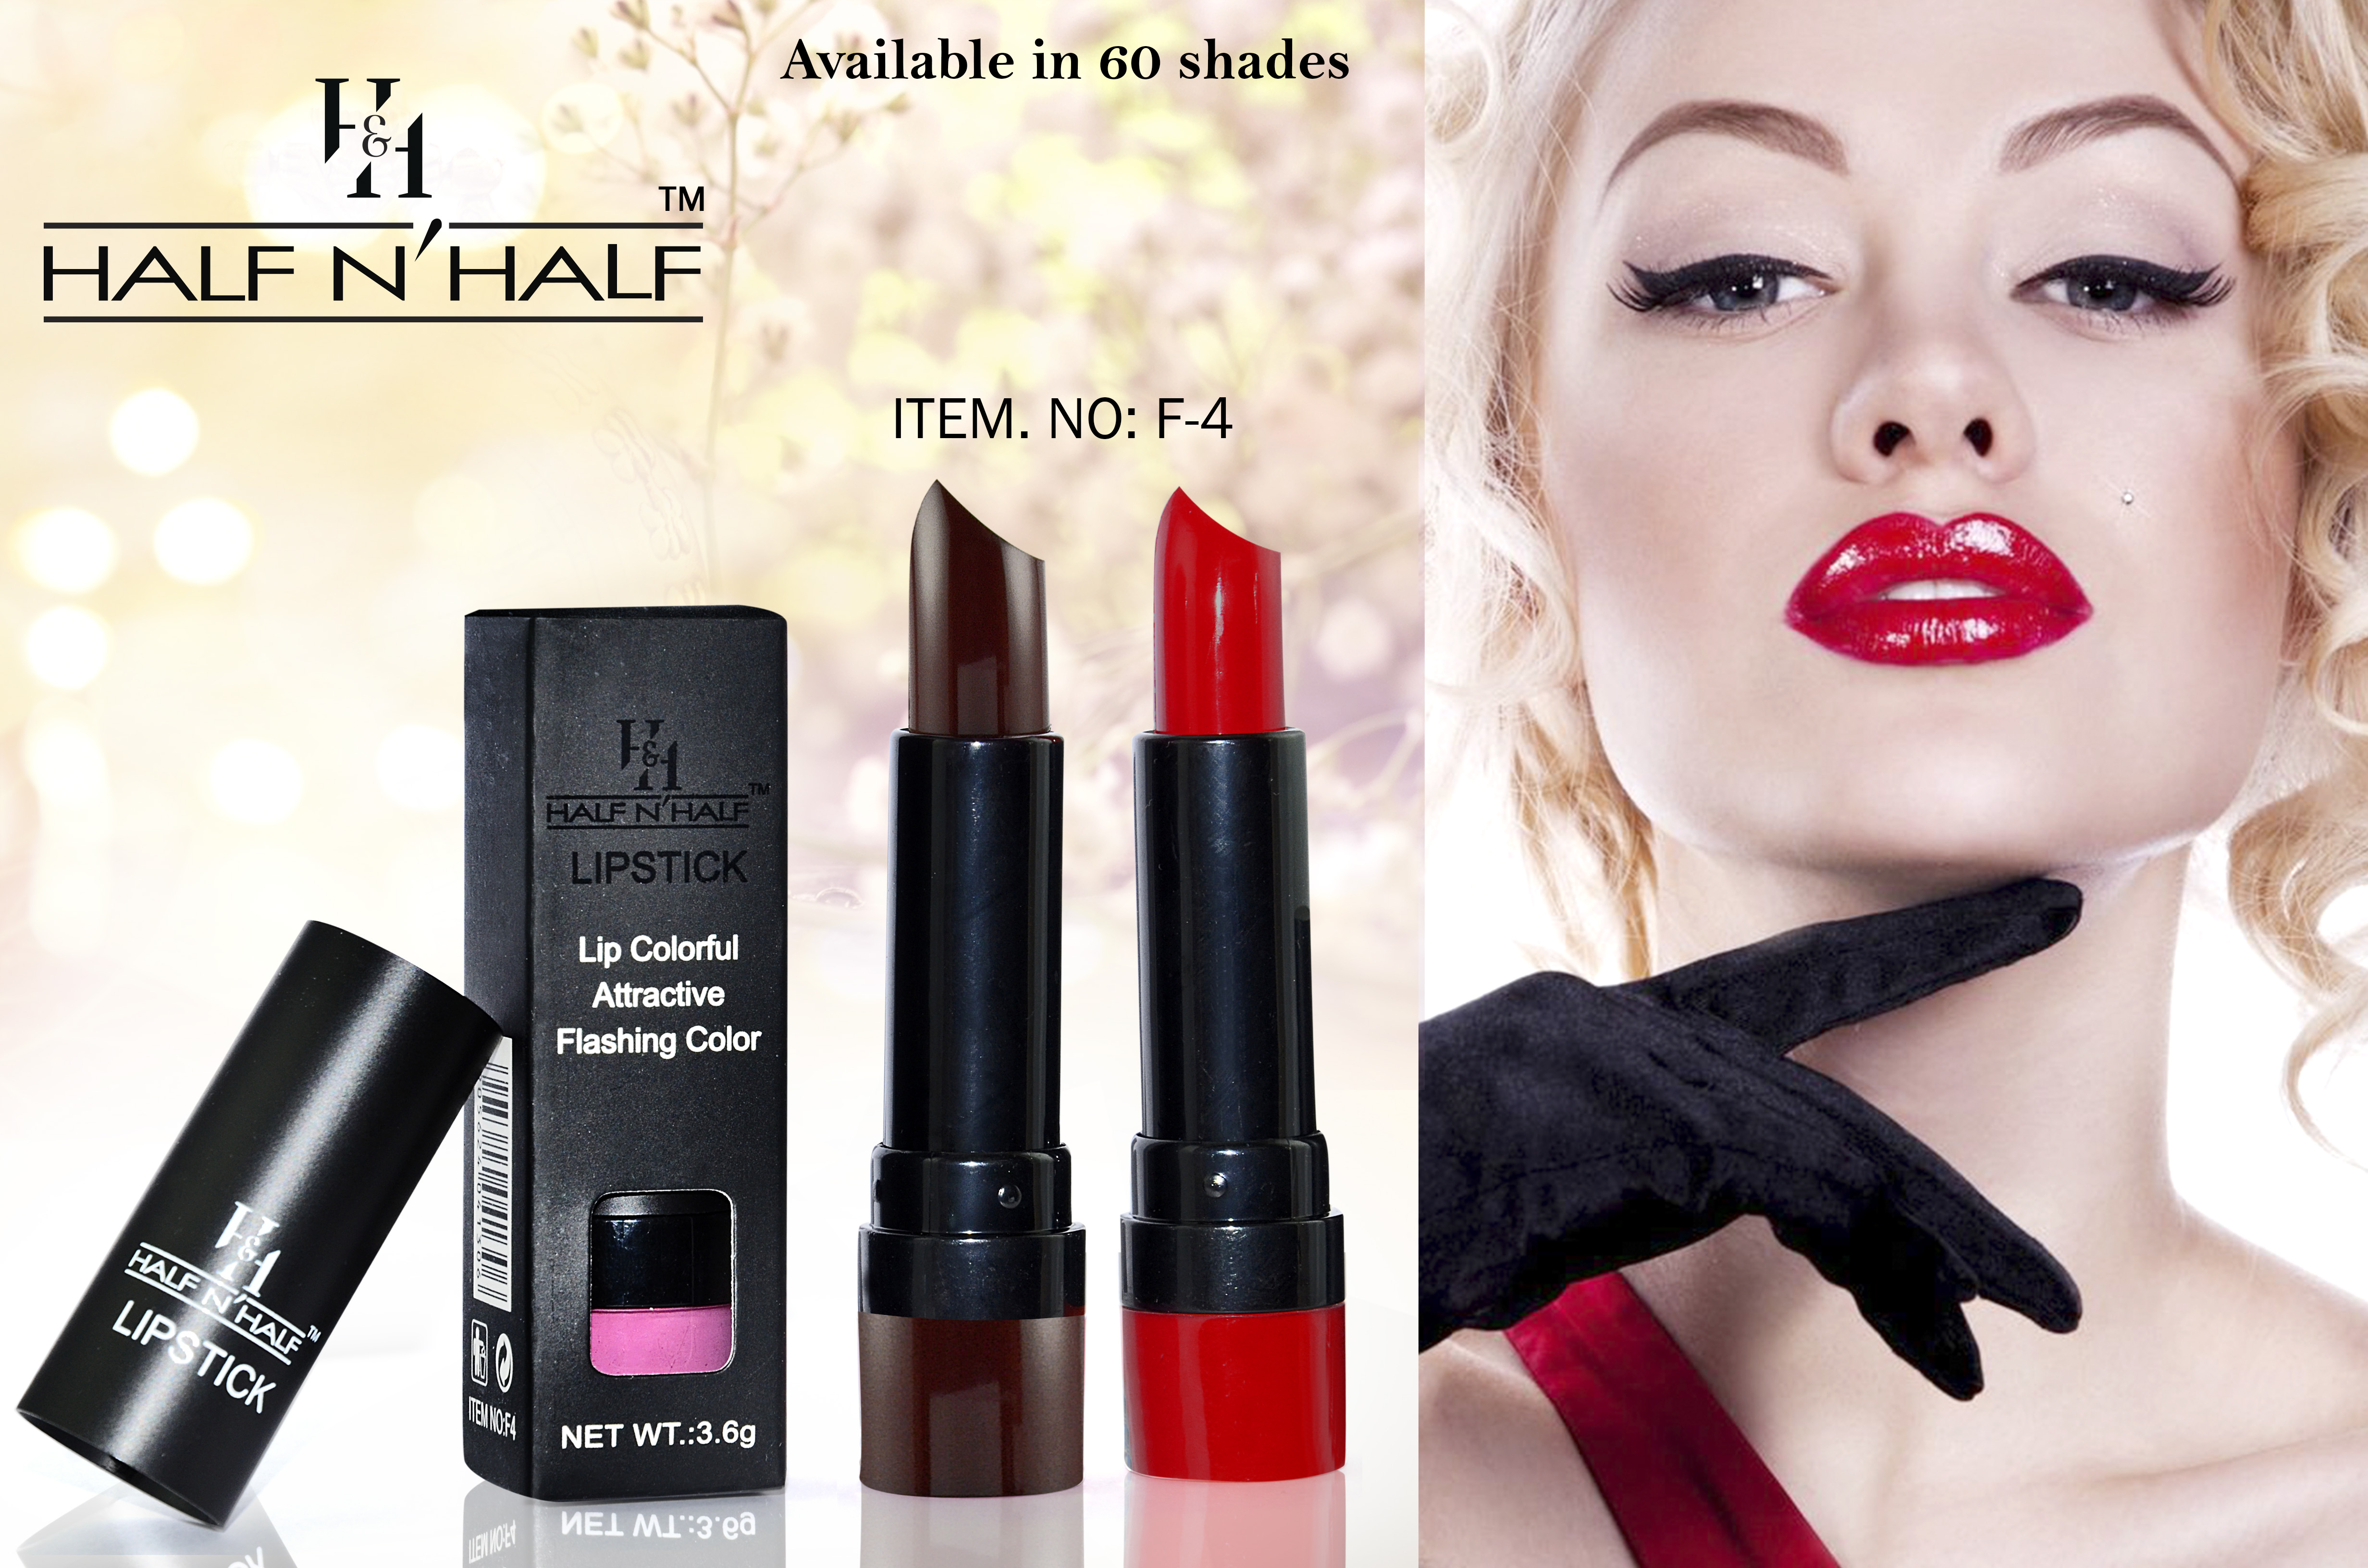 Available in 60 shades
H&H
TM
HALF N'HALF
ITEM. NO: F-4
H&H
HALF N'HALF TM
LIPSTICK
Lip Colorful
Attractive
Flashing Color
ITEM NO:F4
NET WT.:3.6g
H&H
HALF N'HALF TM
LIPSTICK